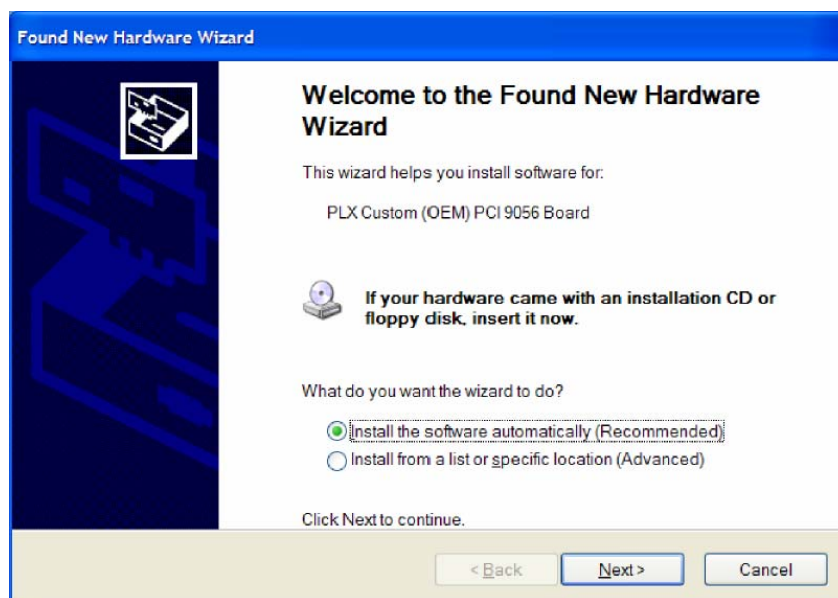 Found New Hardware Wizard
Welcome to the Found New Hardware
Wizard
This wizard helps you install software for:
PLX Custom (OEM) PCI 9056 Board
If your hardware came with an installation CD or
floppy disk, insert it now.
What do you want the wizard to do?
Install the software automatically (Recommended)
Install from a list or specific location (Advanced)
Click Next to continue.
< Back
Next >
Cancel